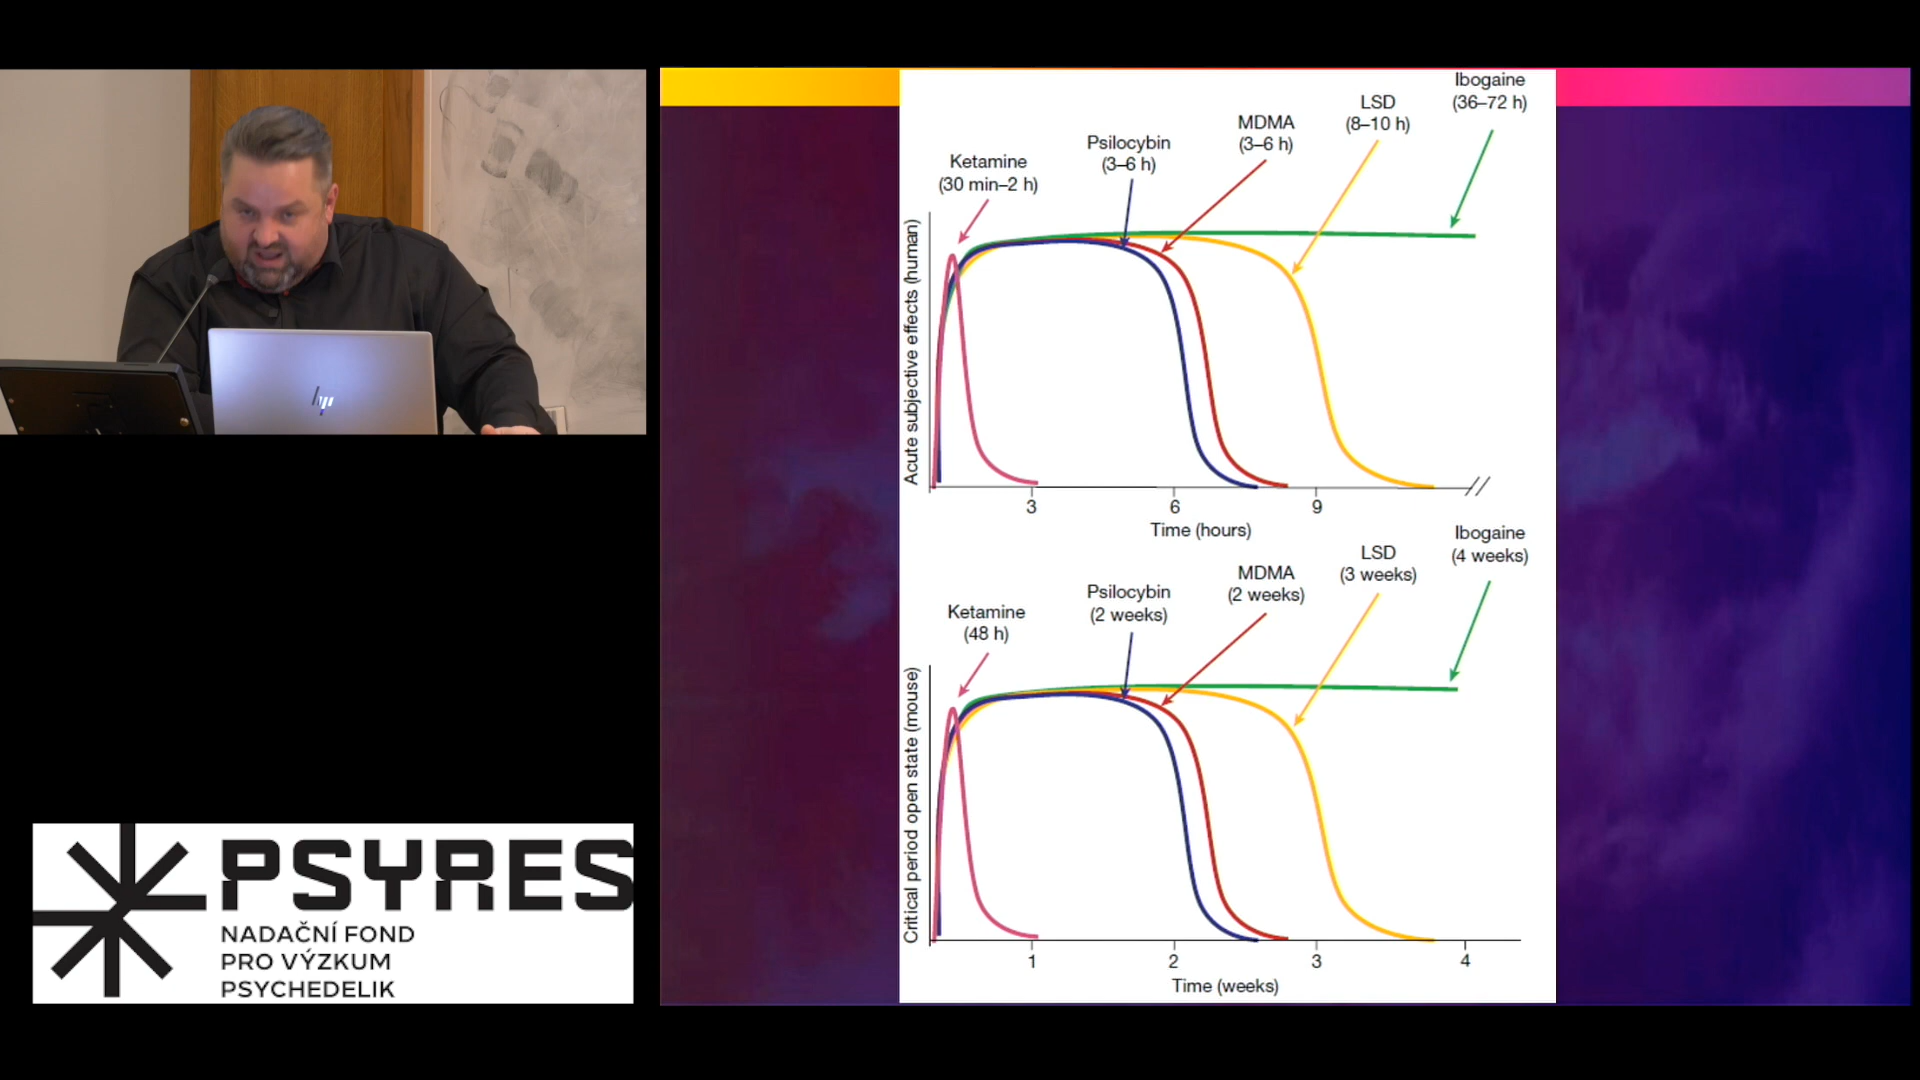 Ibogaine
(36–72 h)
LSD
(8–10 h)
MDMA
(3–6 h)
Psilocybin
(3–6 h)
Ketamine
(30 min–2 h)
Acute subjective effects (human)
3
6
9
Time (hours)
Ibogaine
(4 weeks)
LSD
(3 weeks)
MDMA
(2 weeks)
Psilocybin
(2 weeks)
Ketamine
(48 h)
Critical period open state (mouse)
1
2
3
4
Time (weeks)
hp
PSYRES
NADAČNÍ FOND
PRO VÝZKUM
PSYCHEDELIK